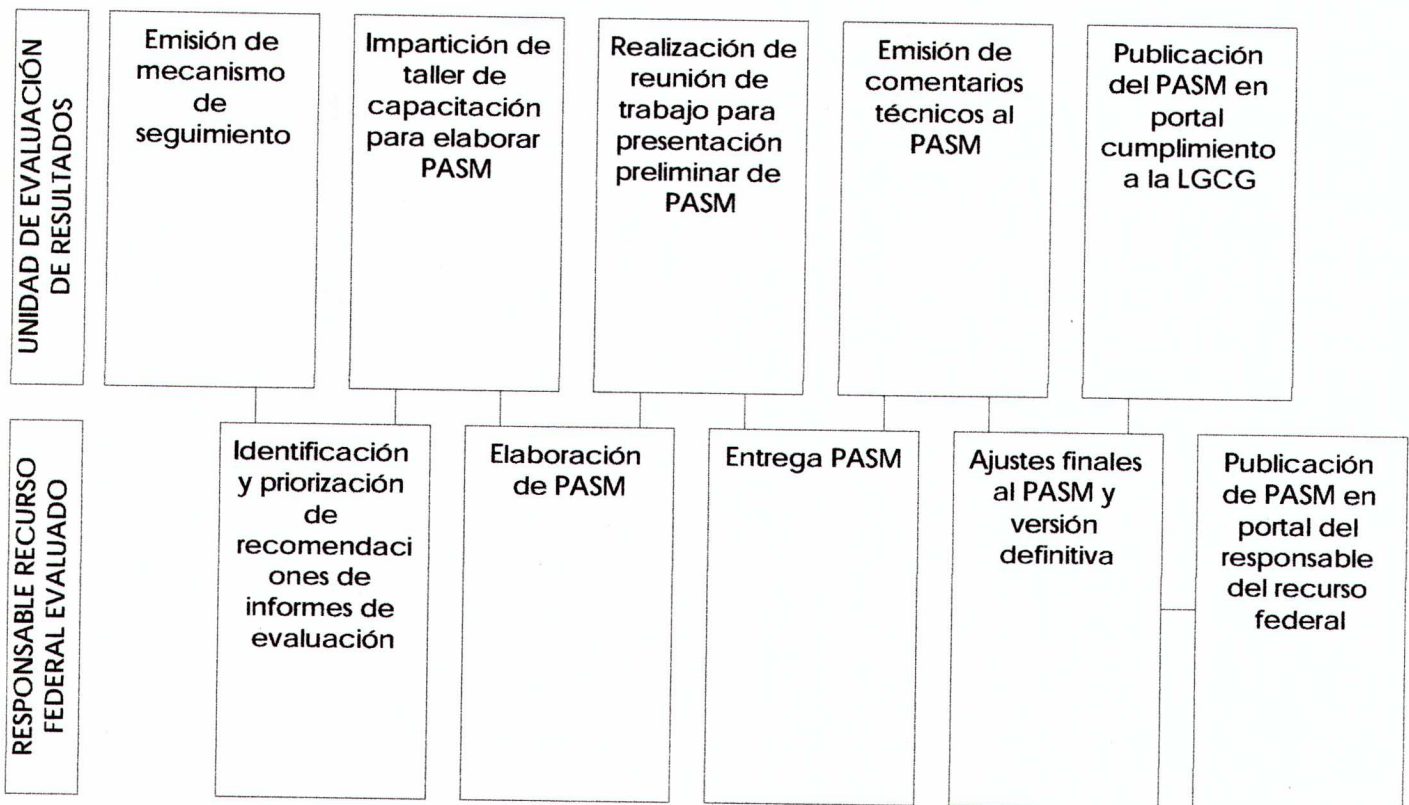 UNIDAD DE EVALUACIÓN
DE RESULTADOS
Emisión de
mecanismo
de
seguimiento
Impartición de
taller de
capacitación
para elaborar
PASM
Realización de
reunión de
trabajo para
presentación
preliminar de
PASM
Emisión de
comentarios
técnicos al
PASM
Publicación
del PASM en
portal
cumplimiento
a la LGCG
RESPONSABLE RECURSO
FEDERAL EVALUADO
Identificación
y priorización
de
recomendaci
ones de
informes de
evaluación
Elaboración
de PASM
Entrega PASM
Ajustes finales
al PASM y
versión
definitiva
Publicación
de PASM en
portal del
responsable
del recurso
federal